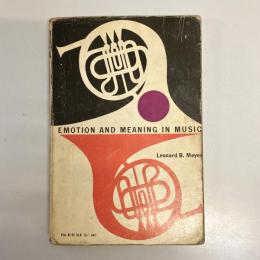 EMOTION AND MEANING IN MUSIC
Leonard B. Meyer